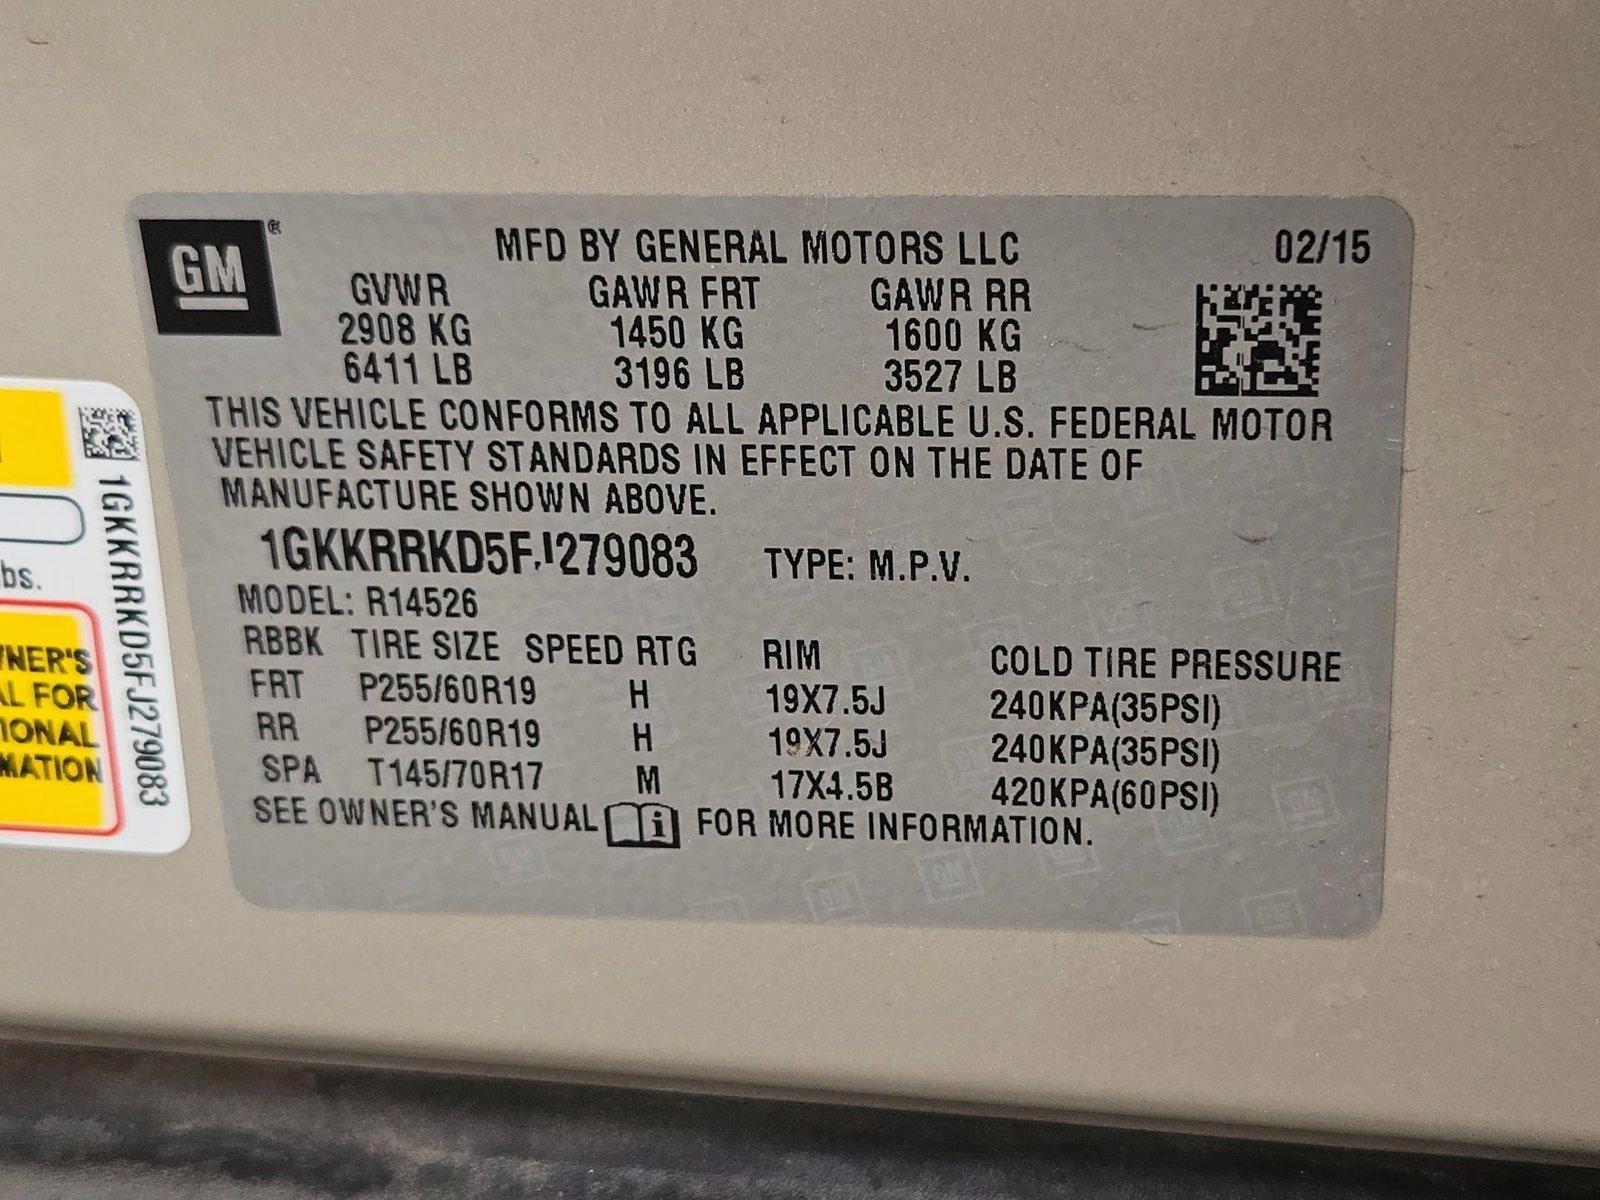 GM®
MFD BY GENERAL MOTORS LLC 02/15
GVWR GAWR FRT GAWR RR
2908 KG 1450 KG 1600 KG
6411 LB 3196 LB 3527 LB
THIS VEHICLE CONFORMS TO ALL APPLICABLE U.S. FEDERAL MOTOR
VEHICLE SAFETY STANDARDS IN EFFECT ON THE DATE OF
MANUFACTURE SHOWN ABOVE.
1GKKRRKD5FJ279083 TYPE: M.P.V.
MODEL: R14526
RBBK TIRE SIZE SPEED RTG RIM COLD TIRE PRESSURE
FRT P255/60R19 H 19X7.5J 240KPA(35PSI)
RR P255/60R19 H 19X7.5J 240KPA(35PSI)
SPA T145/70R17 M 17X4.5B 420KPA(60PSI)
SEE OWNER'S MANUAL i FOR MORE INFORMATION.
1GKKRRKD5FJ279083
bs.
WNER'S
AL FOR
IONAL
MATION